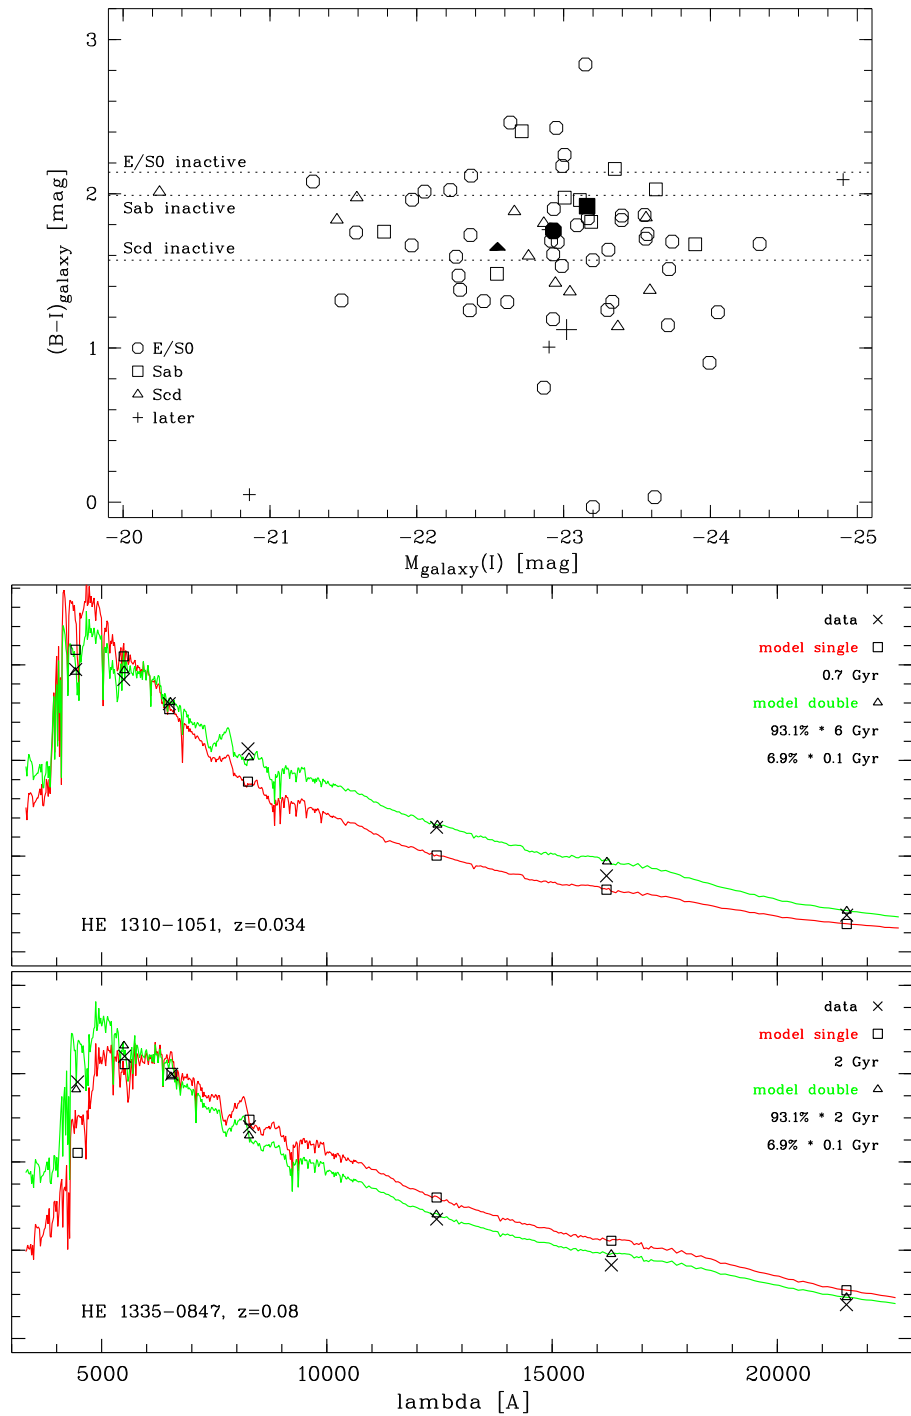 3
2
1
0
(B-I)galaxy [mag]
E/S0 inactive
Sab inactive
Scd inactive
E/S0
Sab
Scd
later
-20 -21 -22 -23 -24 -25
Mgalaxy(I) [mag]
data
model single
0.7 Gyr
model double
93.1% * 6 Gyr
6.9% * 0.1 Gyr
HE 1310-1051, z=0.034
data
model single
2 Gyr
model double
93.1% * 2 Gyr
6.9% * 0.1 Gyr
HE 1335-0847, z=0.08
5000 10000 15000 20000
lambda [A]